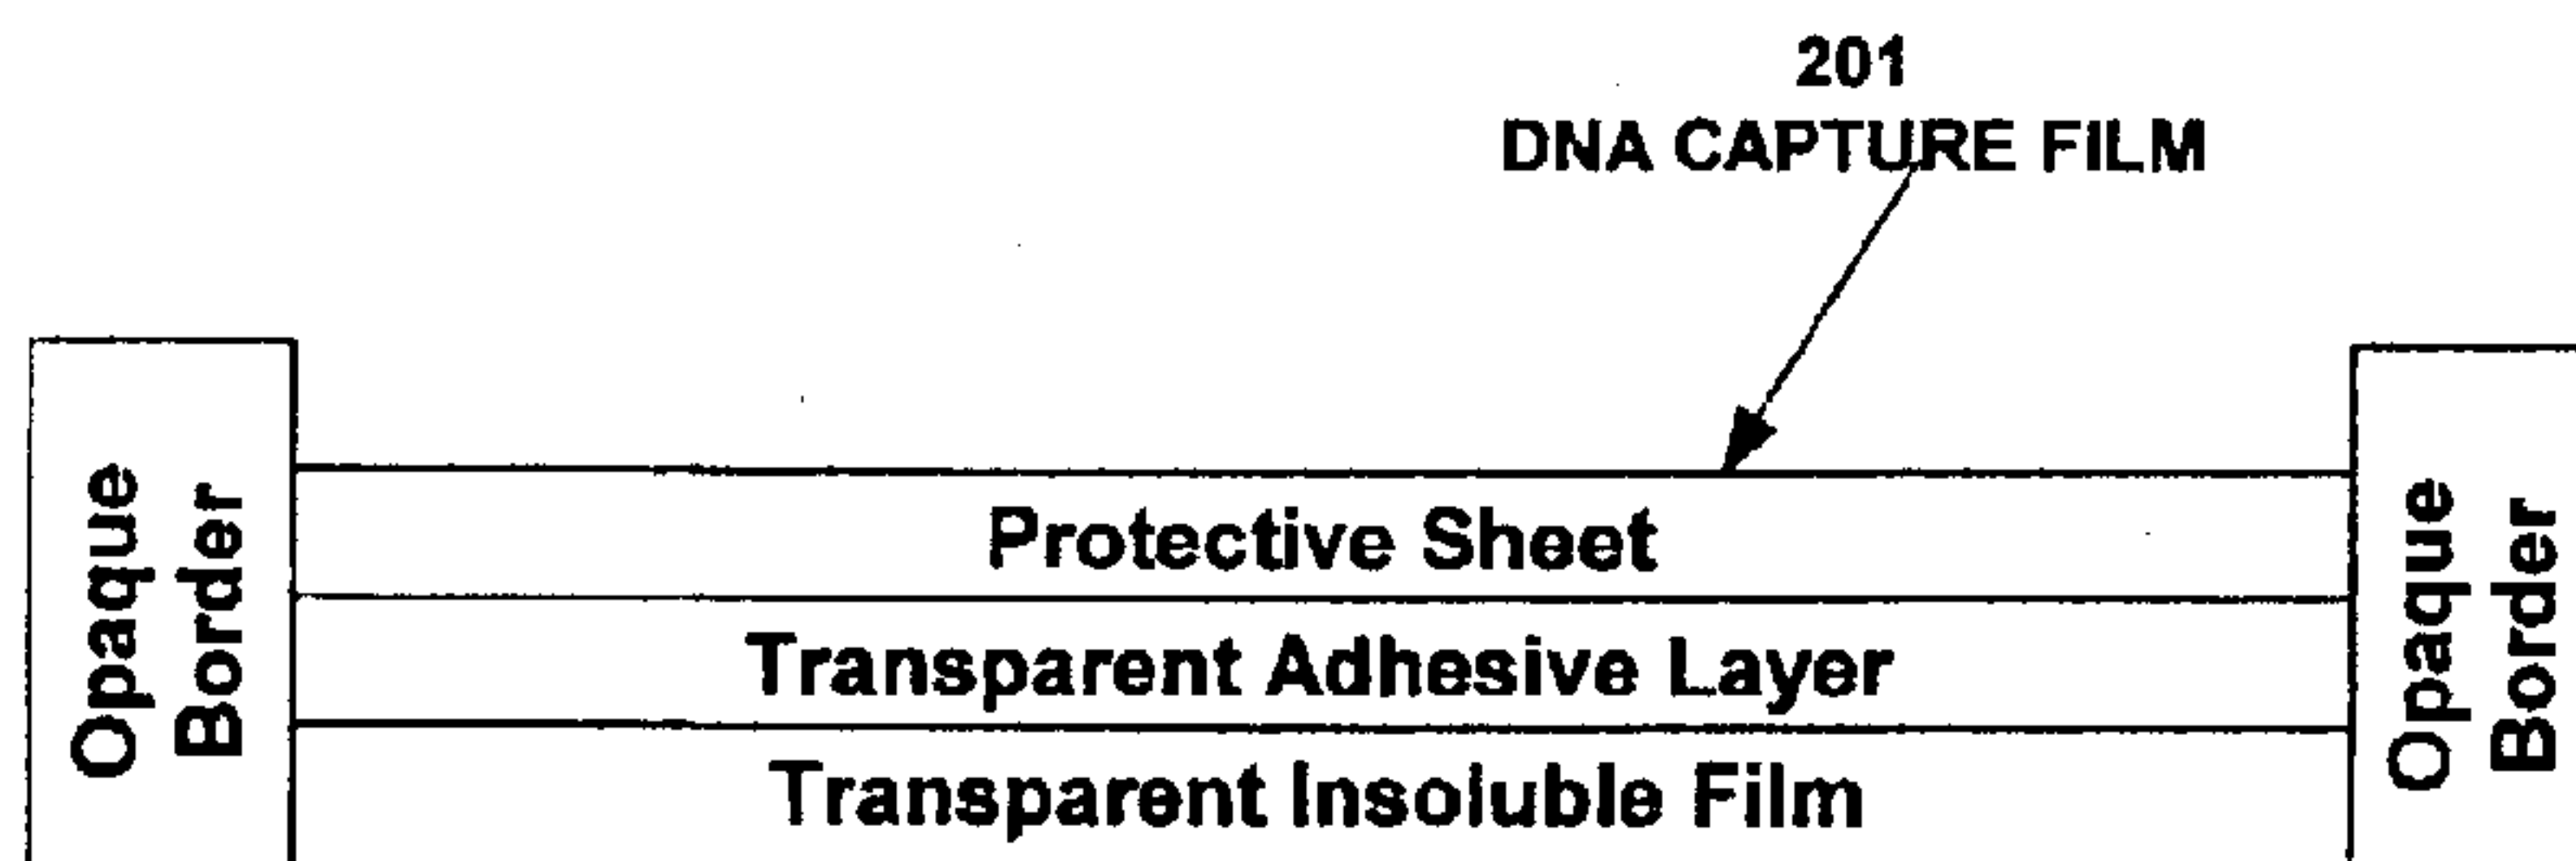 201
DNA CAPTURE FILM
Opaque
Border
Protective Sheet
Transparent Adhesive Layer
Transparent Insoluble Film
Opaque
Border